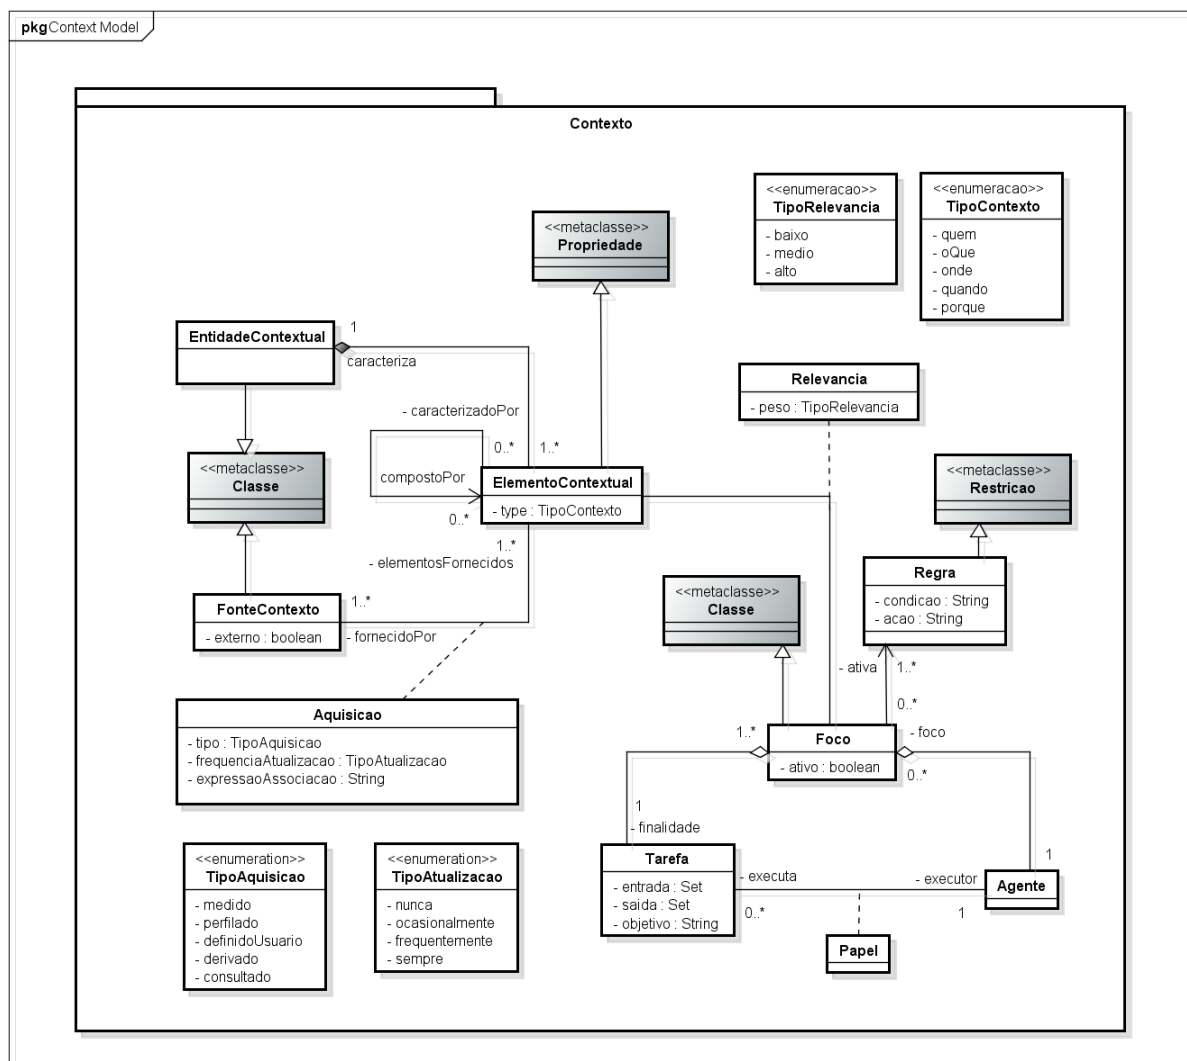 pkg Context Model
Contexto
<<enumeracao>>
TipoRelevancia
- baixo
- medio
- alto
<<enumeracao>>
TipoContexto
- quem
- oQue
- onde
- quando
- porque
<<metaclasse>>
Propriedade
EntidadeContextual
1
caracteriza
- caracterizadoPor
0..*
1..*
compostoPor
0..*
Relevancia
- peso : TipoRelevancia
<<metaclasse>>
Classe
ElementoContextual
- type : TipoContexto
<<metaclasse>>
Restricao
1..*
- elementosFornecidos
FonteContexto
- externo : boolean
1..*
- fornecidoPor
<<metaclasse>>
Classe
Regra
- condicao : String
- acao : String
- ativa
1..*
0..*
- foco
Aquisicao
- tipo : TipoAquisicao
- frequenciaAtualizacao : TipoAtualizacao
- expressaoAssociacao : String
1..*
Foco
- ativo : boolean
0..*
1
- finalidade
1
<<enumeration>>
TipoAquisicao
- medido
- perfilado
- definidoUsuario
- derivado
- consultado
<<enumeration>>
TipoAtualizacao
- nunca
- ocasionalmente
- frequentemente
- sempre
Tarefa
- entrada : Set
- saida : Set
- objetivo : String
- executa
0..*
- executor
1
Agente
Papel